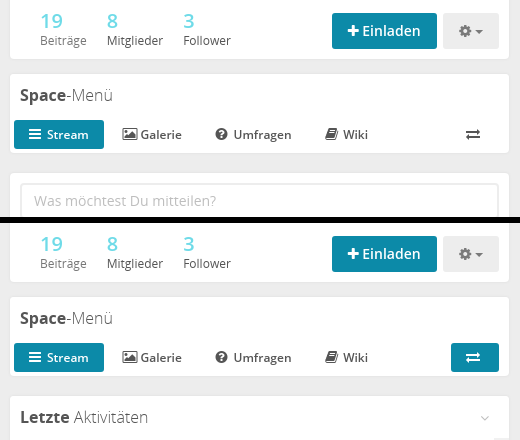 19 8 3
Beiträge Mitglieder Follower
Einladen
Space-Menü
Stream Galerie Umfragen Wiki
Was möchtest Du mitteilen?
19 8 3
Beiträge Mitglieder Follower
Einladen
Space-Menü
Stream Galerie Umfragen Wiki
Letzte Aktivitäten